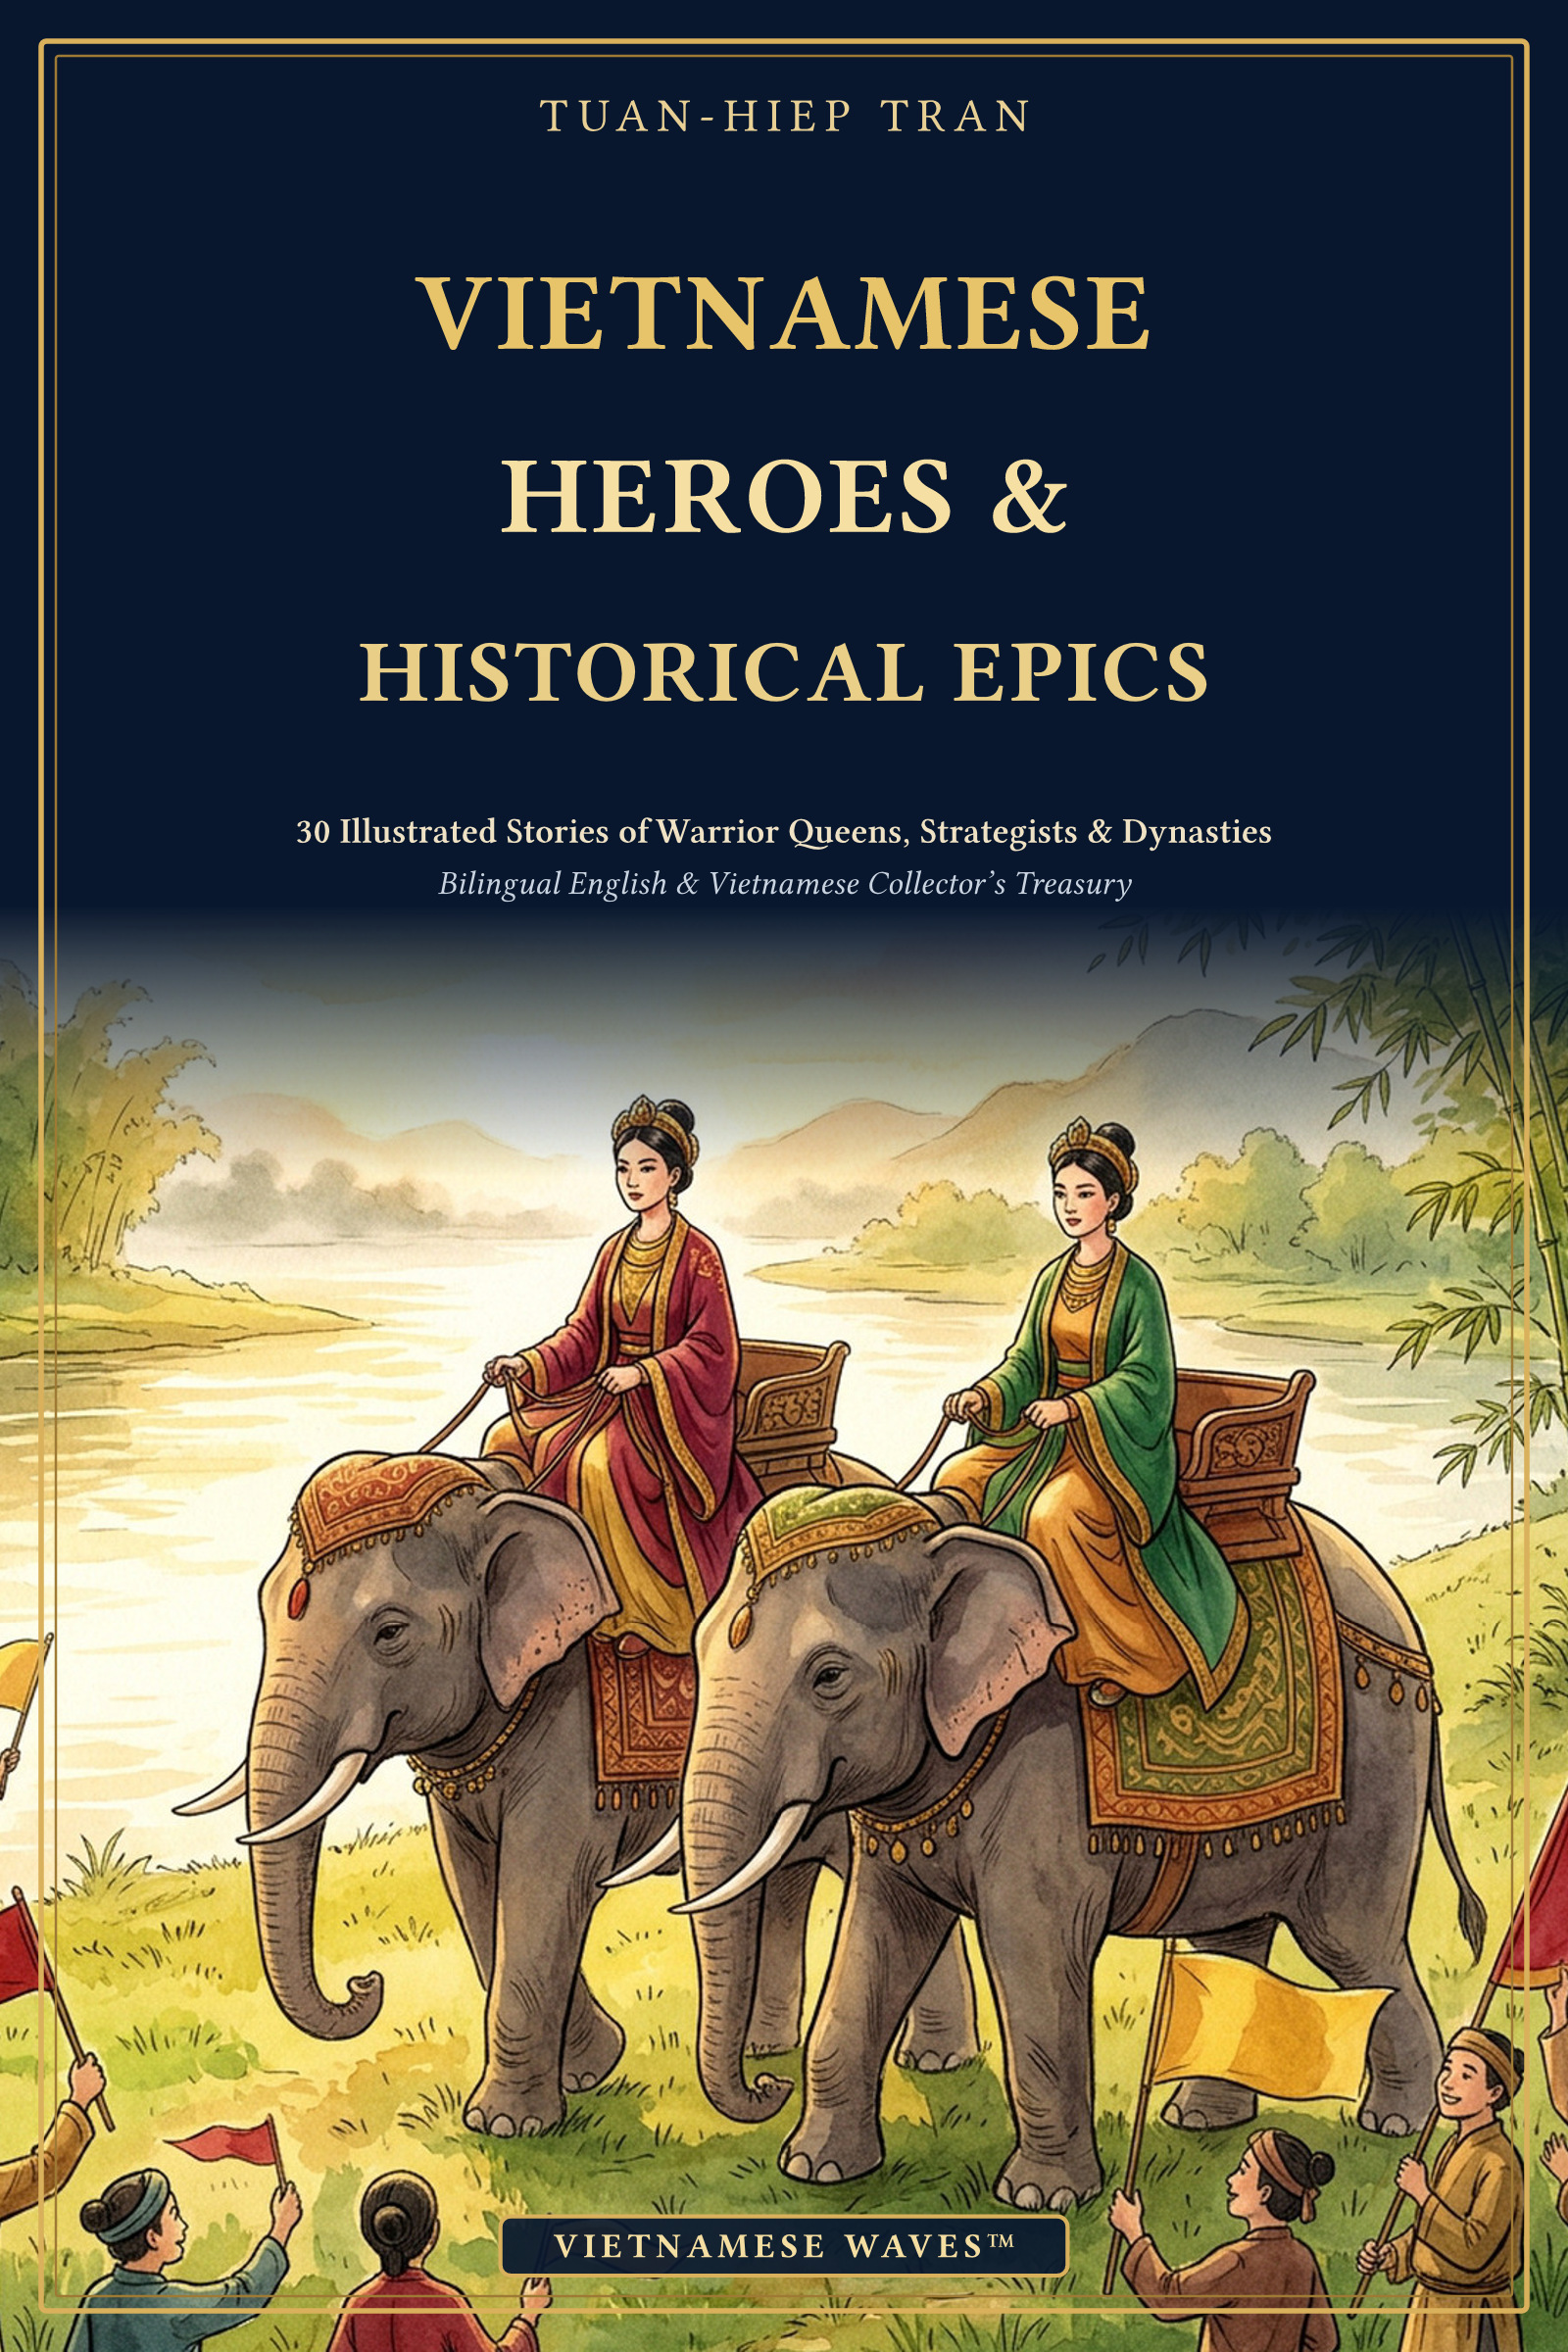 TUAN-HIEP TRAN
VIETNAMESE
HEROES &
HISTORICAL EPICS
30 Illustrated Stories of Warrior Queens, Strategists & Dynasties
Bilingual English & Vietnamese Collector’s Treasury
VIETNAMESE WAVES™